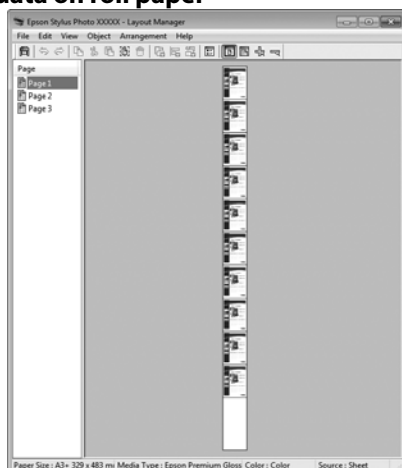 data on roll paper
Epson Stylus Photo XXXXX - Layout Manager
File Edit View Object Arrangement Help
Page
Page 1
Page 2
Page 3
Paper Size : A3+ 329 x 483 mi Media Type : Epson Premium Gloss Color : Color Source : Sheet